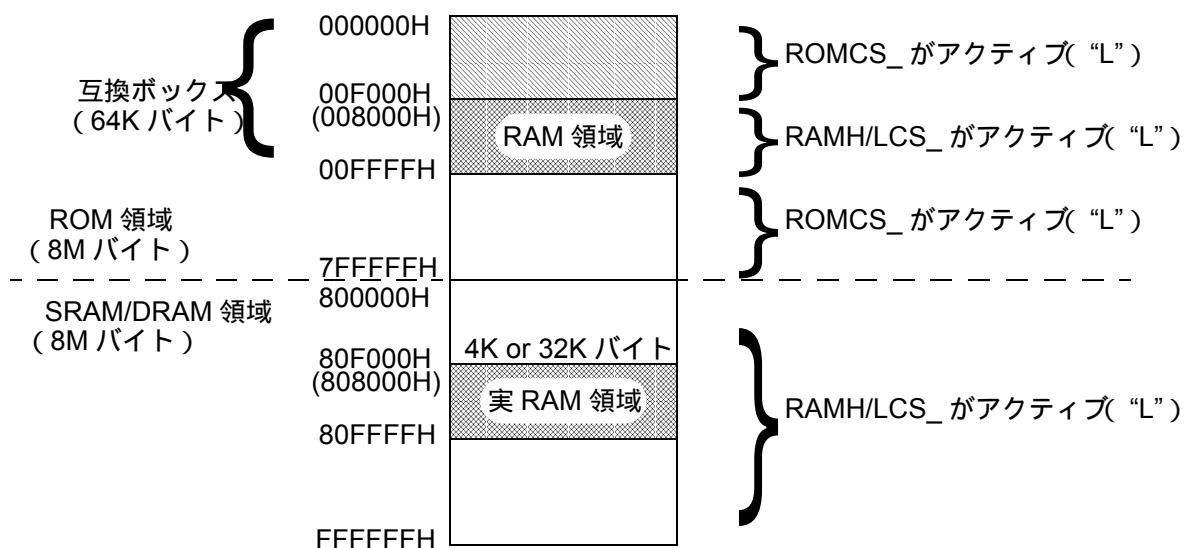 000000H
ROMCS_ がアクティブ( “L” )
互換ボックス
( 64K バイト )
00F000H
(008000H)
RAM 領域
RAMH/LCS_ がアクティブ( “L” )
00FFFFH
ROM 領域
( 8M バイト )
ROMCS_ がアクティブ( “L” )
7FFFFFH
800000H
SRAM/DRAM 領域
( 8M バイト )
4K or 32K バイト
80F000H
(808000H)
実 RAM 領域
RAMH/LCS_ がアクティブ( “L” )
80FFFFH
FFFFFFH